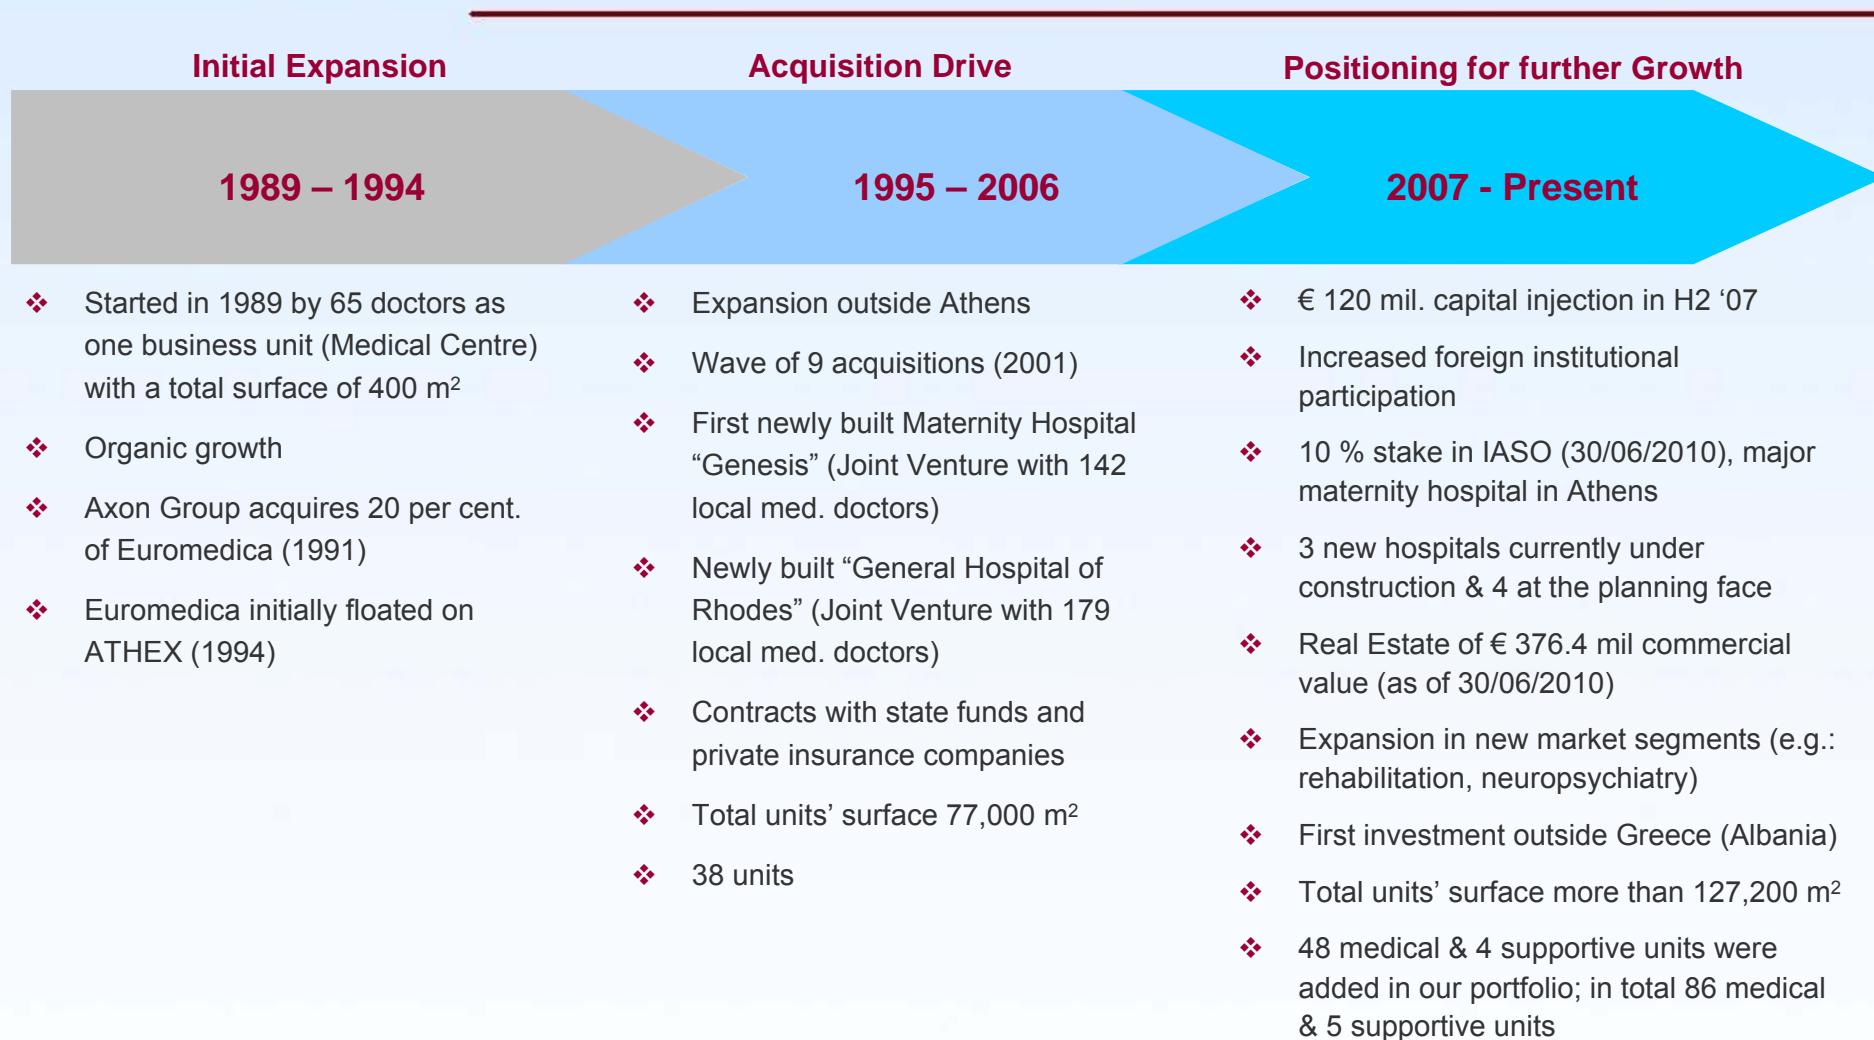 Initial Expansion
1989 – 1994
❖ Started in 1989 by 65 doctors as
one business unit (Medical Centre)
with a total surface of 400 m²
❖ Organic growth
❖ Axon Group acquires 20 per cent.
of Euromedica (1991)
❖ Euromedica initially floated on
ATHEX (1994)
Acquisition Drive
1995 – 2006
❖ Expansion outside Athens
❖ Wave of 9 acquisitions (2001)
❖ First newly built Maternity Hospital
“Genesis” (Joint Venture with 142
local med. doctors)
❖ Newly built “General Hospital of
Rhodes” (Joint Venture with 179
local med. doctors)
❖ Contracts with state funds and
private insurance companies
❖ Total units’ surface 77,000 m²
❖ 38 units
Positioning for further Growth
2007 - Present
❖ € 120 mil. capital injection in H2 ‘07
❖ Increased foreign institutional
participation
❖ 10 % stake in IASO (30/06/2010), major
maternity hospital in Athens
❖ 3 new hospitals currently under
construction & 4 at the planning face
❖ Real Estate of € 376.4 mil commercial
value (as of 30/06/2010)
❖ Expansion in new market segments (e.g.:
rehabilitation, neuropsychiatry)
❖ First investment outside Greece (Albania)
❖ Total units’ surface more than 127,200 m²
❖ 48 medical & 4 supportive units were
added in our portfolio; in total 86 medical
& 5 supportive units